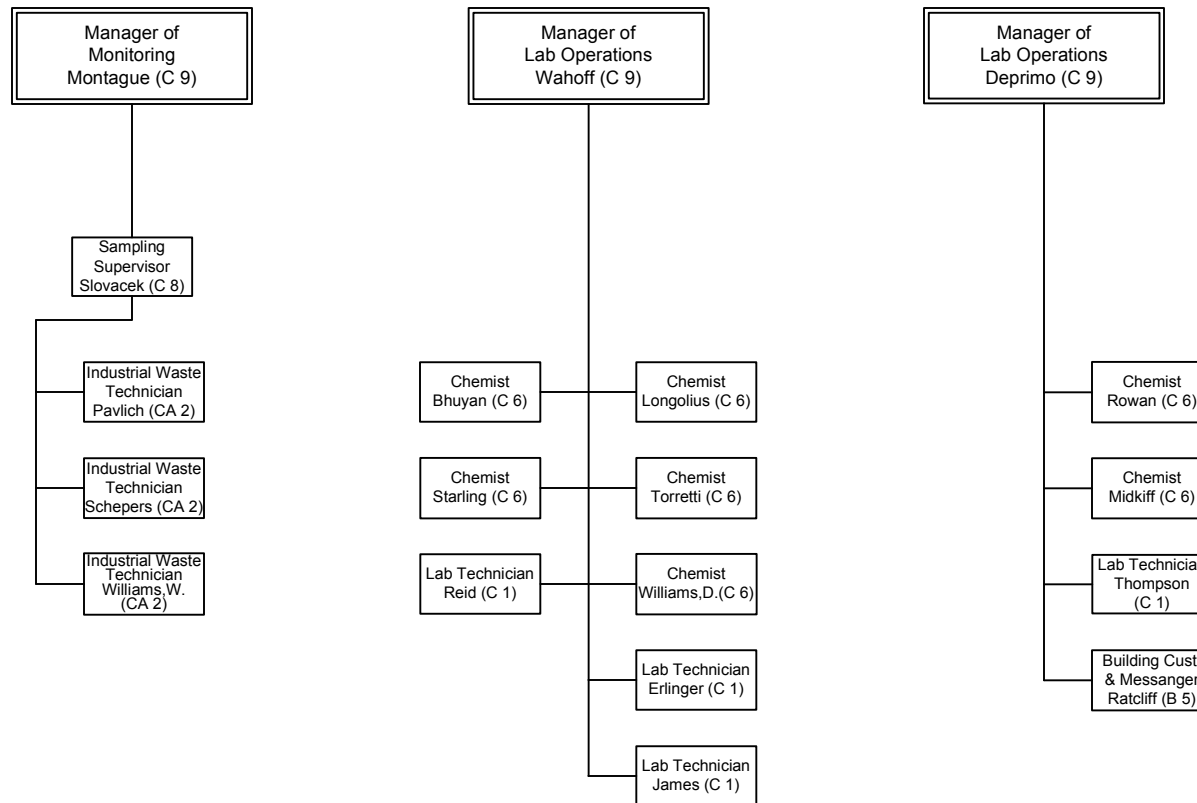 Manager of
Monitoring
Montague (C 9)
Sampling
Supervisor
Slovacek (C 8)
Industrial Waste
Technician
Pavlich (CA 2)
Industrial Waste
Technician
Schepers (CA 2)
Industrial Waste
Technician
Williams,W.
(CA 2)
Manager of
Lab Operations
Wahoff (C 9)
Chemist
Bhuyan (C 6)
Chemist
Longolius (C 6)
Chemist
Starling (C 6)
Chemist
Torretti (C 6)
Lab Technician
Reid (C 1)
Chemist
Williams,D.(C 6)
Lab Technician
Erlinger (C 1)
Lab Technician
James (C 1)
Manager of
Lab Operations
Deprimo (C 9)
Chemist
Rowan (C 6)
Chemist
Midkiff (C 6)
Lab Technician
Thompson
(C 1)
Building Cust
& Messanger
Ratcliff (B 5)